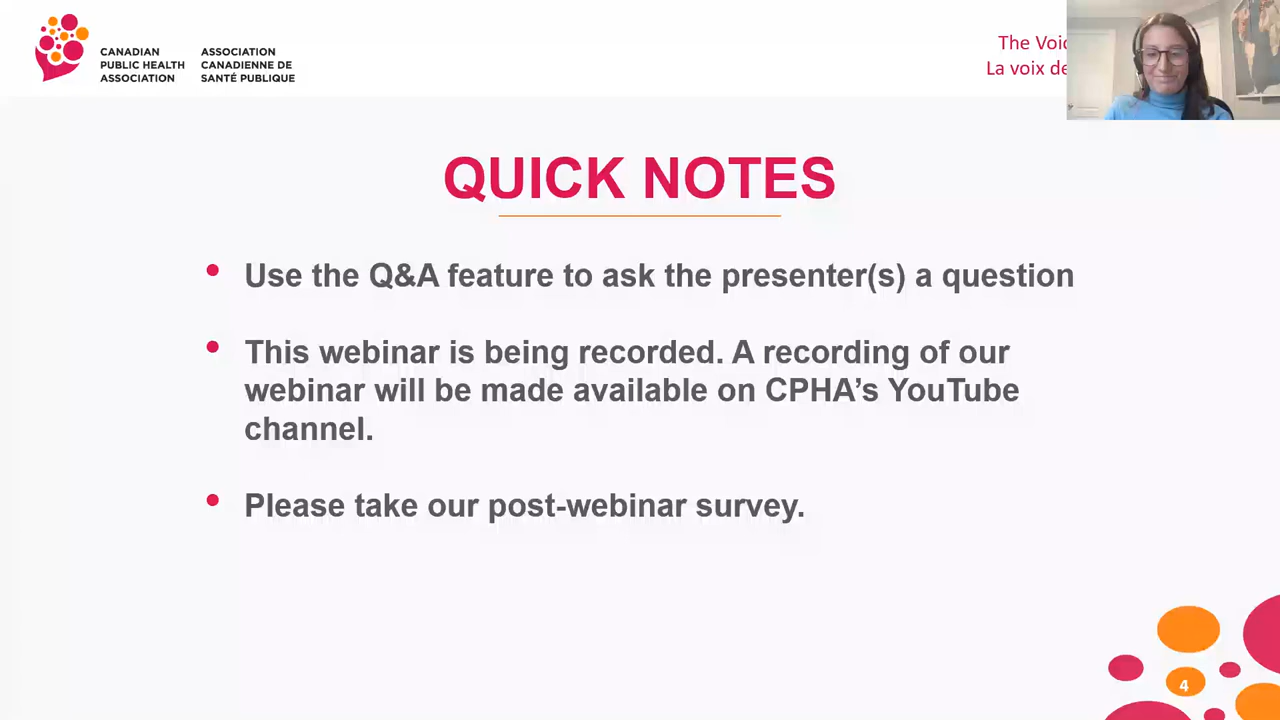 CANADIAN
PUBLIC HEALTH
ASSOCIATION
ASSOCIATION
CANADIENNE DE
SANTÉ PUBLIQUE
The Voi
La voix de
QUICK NOTES
• Use the Q&A feature to ask the presenter(s) a question
• This webinar is being recorded. A recording of our
webinar will be made available on CPHA’s YouTube
channel.
• Please take our post-webinar survey.
4